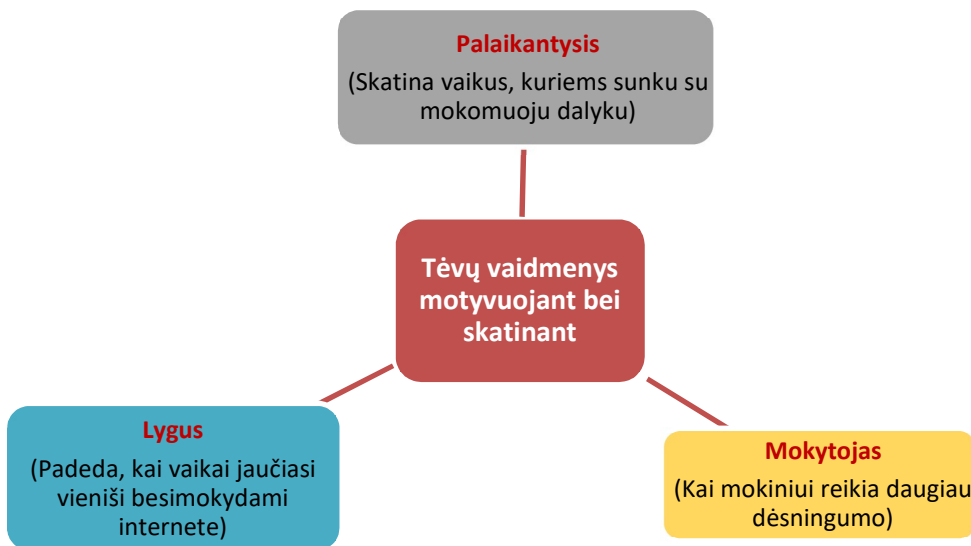 Palaikantysis
(Skatina vaikus, kuriems sunku su
mokomuoju dalyku)
Tėvų vaidmenys
motyvuojant bei
skatinant
Lygus
(Padeda, kai vaikai jaučiasi
vieniši besimokydami
internete)
Mokytojas
(Kai mokiniui reikia daugiau
dėsningumo)